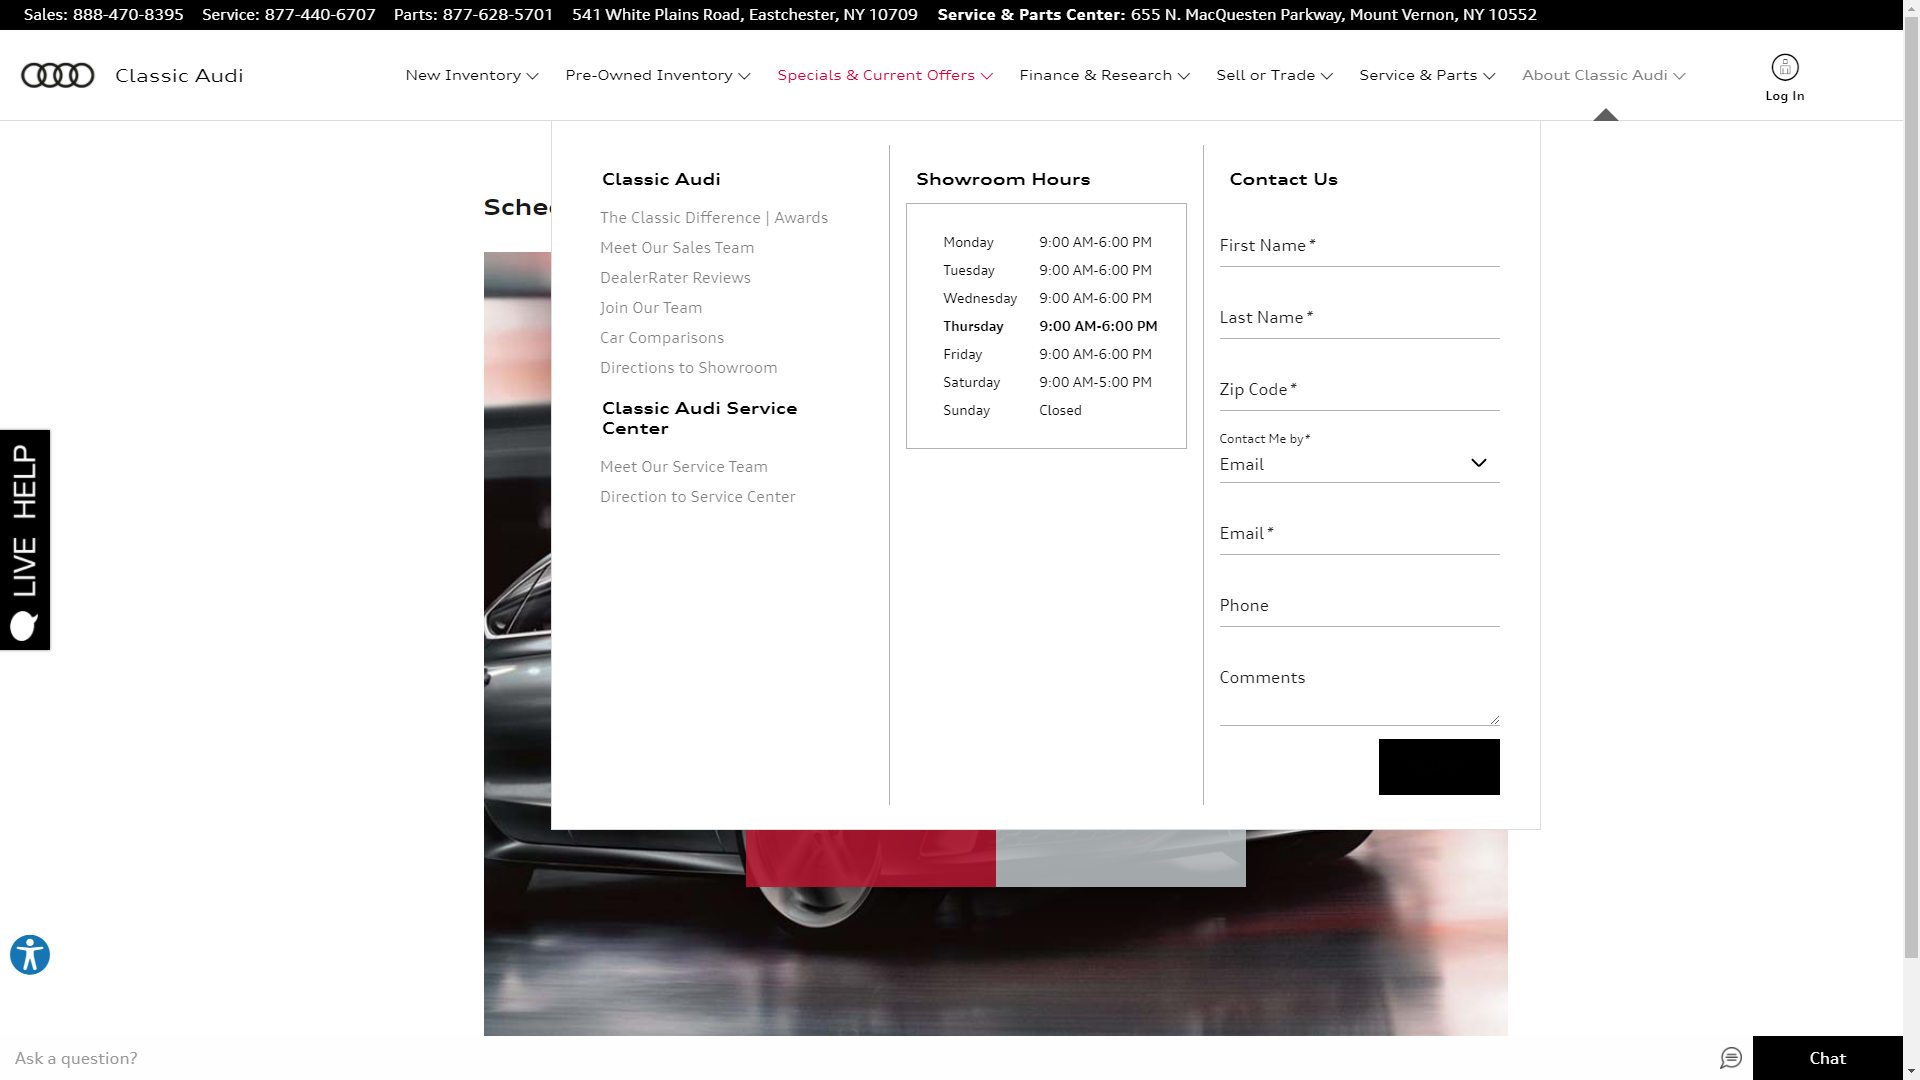 Sales: 888-470-8395 Service: 877-440-6707 Parts: 877-628-5701 541 White Plains Road, Eastchester, NY 10709 Service & Parts Center: 655 N. MacQuesten Parkway, Mount Vernon, NY 10552
Classic Audi
New Inventory
Pre-Owned Inventory
Specials & Current Offers
Finance & Research
Sell or Trade
Service & Parts
About Classic Audi
Log In
Classic Audi
The Classic Difference | Awards
Meet Our Sales Team
DealerRater Reviews
Join Our Team
Car Comparisons
Directions to Showroom
Classic Audi Service
Center
Meet Our Service Team
Direction to Service Center
Showroom Hours
Monday 9:00 AM-6:00 PM
Tuesday 9:00 AM-6:00 PM
Wednesday 9:00 AM-6:00 PM
Thursday 9:00 AM-6:00 PM
Friday 9:00 AM-6:00 PM
Saturday 9:00 AM-5:00 PM
Sunday Closed
Contact Us
First Name*
Last Name*
Zip Code*
Contact Me by*
Email
Email*
Phone
Comments
LIVE HELP
Ask a question?
Chat